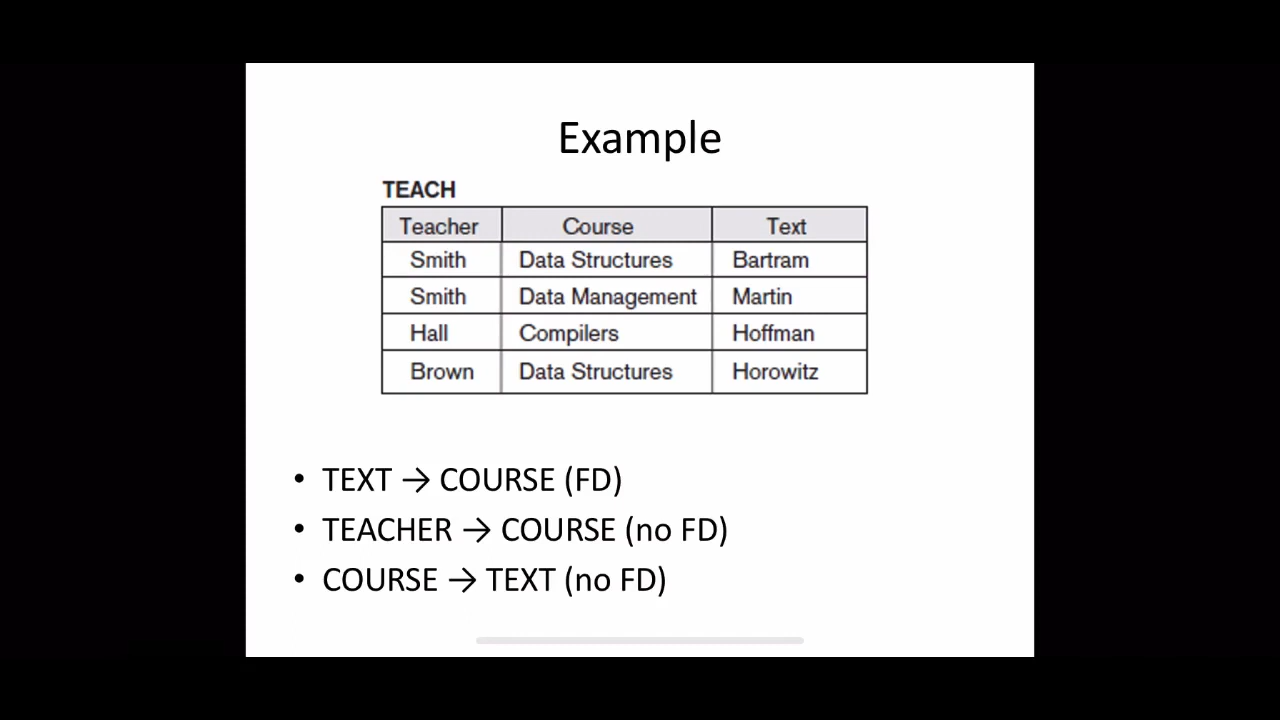 Example
TEACH
Teacher Course Text
Smith Data Structures Bartram
Smith Data Management Martin
Hall Compilers Hoffman
Brown Data Structures Horowitz
• TEXT → COURSE (FD)
• TEACHER → COURSE (no FD)
• COURSE → TEXT (no FD)